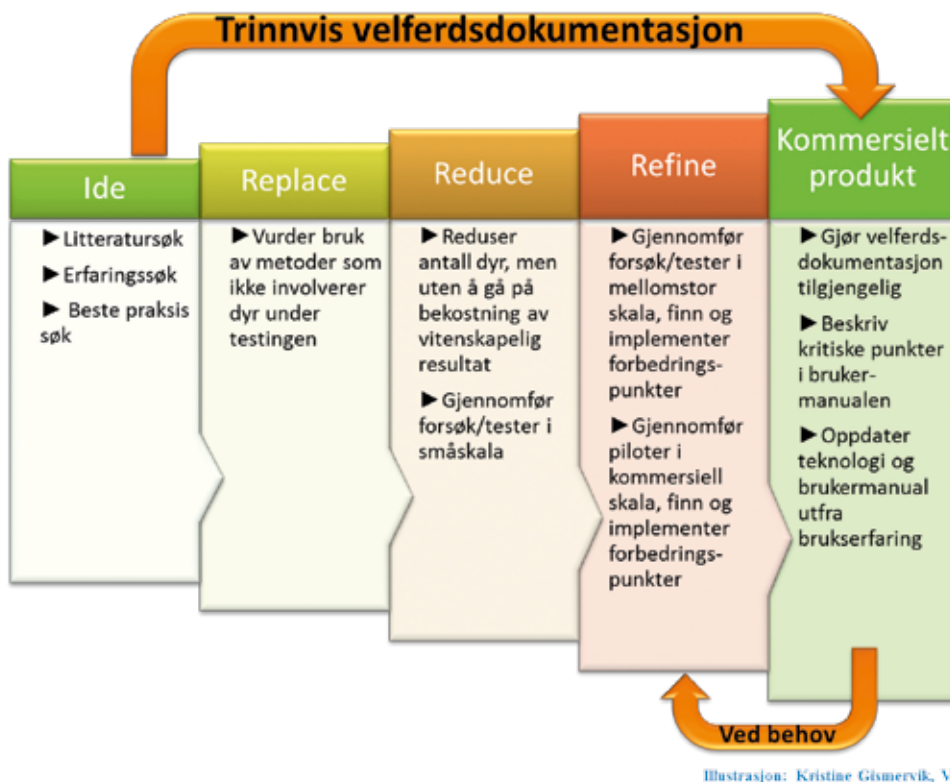 Trinnvis velferdsdokumentasjon
Ide
► Litteratursøk
► Erfaringssøk
► Beste praksis
søk
Replace
► Vurder bruk
av metoder som
ikke involverer
dyr under
testingen
Reduce
► Reduser
antall dyr, men
uten å gå på
bekostning av
vitenskapelig
resultat
► Gjennomfør
forsøk/tester i
småskala
Refine
► Gjennomfør
forsøk/tester i
mellomstor
skala, finn og
implementer
forbedrings-
punkter
► Gjennomfør
piloter i
kommersiell
skala, finn og
implementer
forbedrings-
punkter
Kommersielt
produkt
► Gjør velferds-
dokumentasjon
tilgjengelig
► Beskriv
kritiske punkter
i bruker-
manualen
► Oppdater
teknologi og
brukermanual
utfra
brukserfaring
Ved behov
Illustrasjon: Kristine Gismervik, V